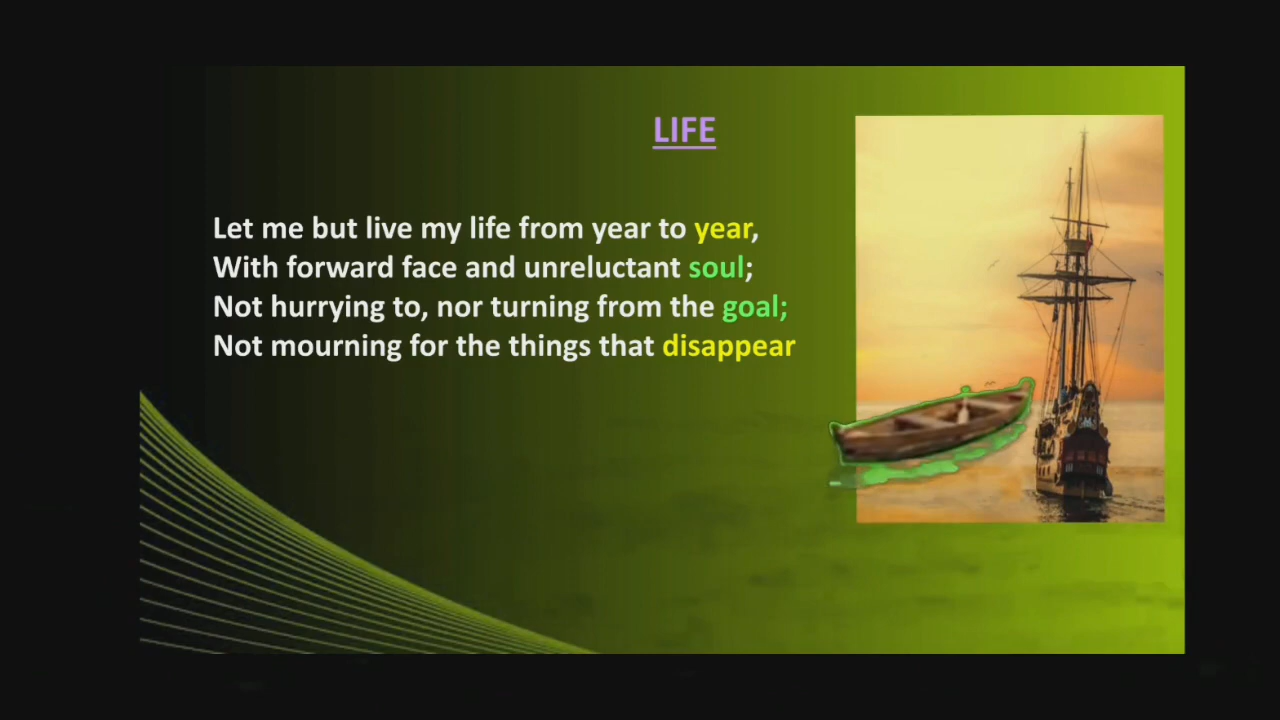 LIFE
Let me but live my life from year to year,
With forward face and unreluctant soul;
Not hurrying to, nor turning from the goal;
Not mourning for the things that disappear